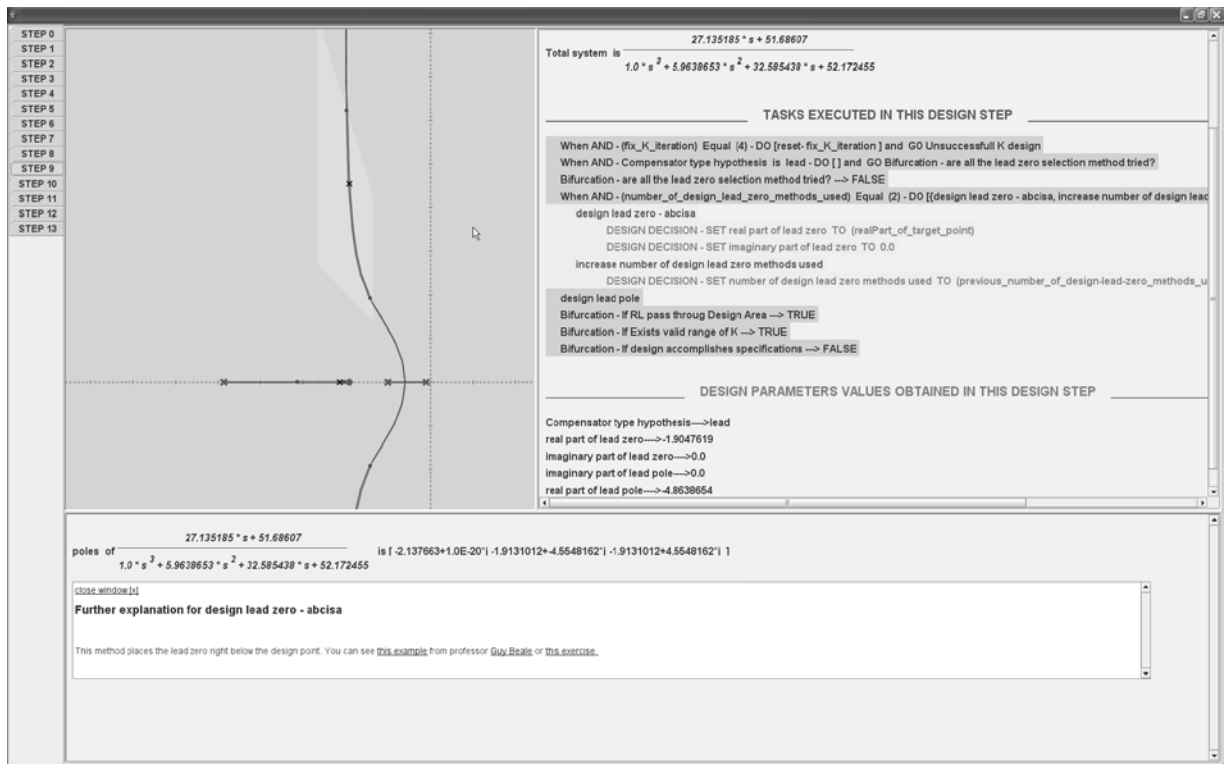 STEP 0
STEP 1
STEP 2
STEP 3
STEP 4
STEP 5
STEP 6
STEP 7
STEP 8
STEP 9
STEP 10
STEP 11
STEP 12
STEP 13
27.135185 * s + 51.68607
Total system is
1.0 * s 3 + 5.9638653 * s 2 + 32.585438 * s + 52.172455
TASKS EXECUTED IN THIS DESIGN STEP
When AND - (fix_K_iteration) Equal (4) - DO [reset- fix_K_iteration ] and GO Unsuccessfull K design
When AND - Compensator type hypothesis is lead - DO [ ] and GO Bifurcation - are all the lead zero selection method tried?
Bifurcation - are all the lead zero selection method tried? ---> FALSE
When AND - (number_of_design_lead_zero_methods_used) Equal (2) - DO [{design lead zero - abcisa, increase number of design lead
design lead zero - abcisa
DESIGN DECISION - SET real part of lead zero TO (realPart_of_target_point)
DESIGN DECISION - SET imaginary part of lead zero TO 0.0
increase number of design lead zero methods used
DESIGN DECISION - SET number of design lead zero methods used TO (previous_number_of_design-lead-zero_methods_u
design lead pole
Bifurcation - If RL pass throug Design Area ---> TRUE
Bifurcation - If Exists valid range of K ---> TRUE
Bifurcation - If design accomplishes specifications ---> FALSE
DESIGN PARAMETERS VALUES OBTAINED IN THIS DESIGN STEP
Compensator type hypothesis---->lead
real part of lead zero---->-1.9047619
imaginary part of lead zero---->0.0
imaginary part of lead pole---->0.0
real part of lead pole---->-4.8638654
27.135185 * s + 51.68607
poles of is [ -2.137663+1.0E-20*j -1.9131012+-4.5548162*j -1.9131012+4.5548162*j ]
1.0 * s 3 + 5.9638653 * s 2 + 32.585438 * s + 52.172455
close window [x]
Further explanation for design lead zero - abcisa
This method places the lead zero right below the design point. You can see this example from professor Guy Beale or this exercise.